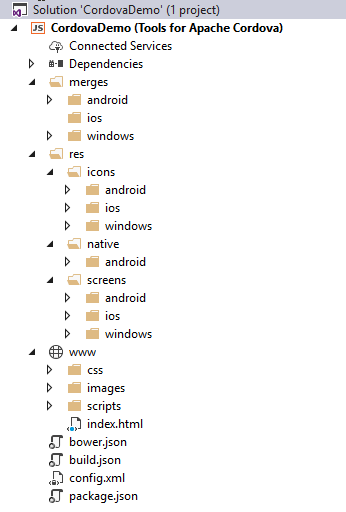 Solution 'CordovaDemo' (1 project)
JS CordovaDemo (Tools for Apache Cordova)
Connected Services
Dependencies
merges
android
ios
windows
res
icons
android
ios
windows
native
android
screens
android
ios
windows
www
css
images
scripts
index.html
bower.json
build.json
config.xml
package.json